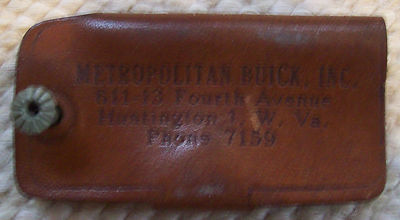 METROPOLITAN BUICK, INC.
611-13 Fourth Avenue
Huntington 1, W. Va.
Phone 7159